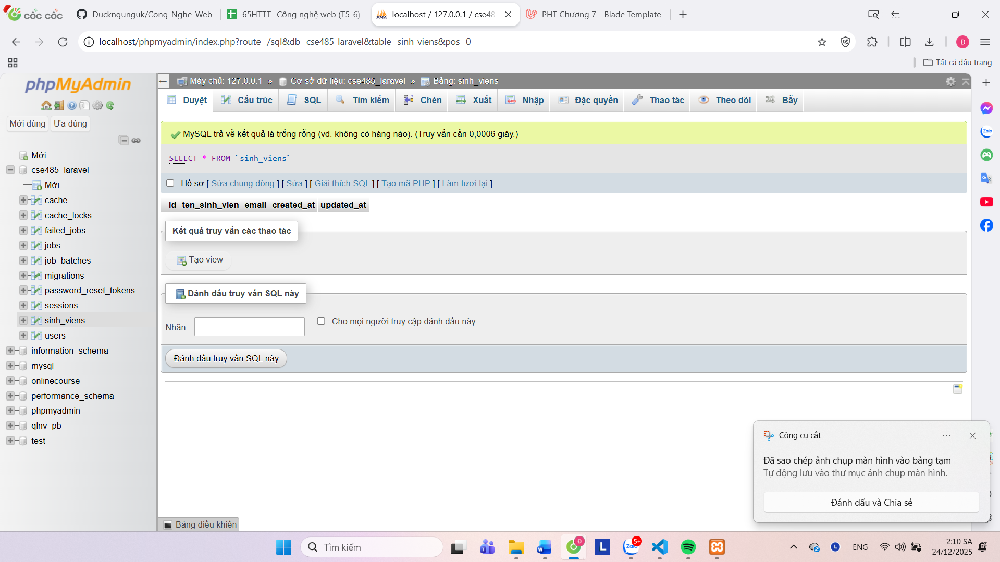 cốc cốc
Duckngunguk/Cong-Nghe-Web
65HTTT- Công nghệ web (T5-6)
localhost / 127.0.0.1 / cse48
PHT Chương 7 - Blade Template
localhost/phpmyadmin/index.php?route=/sql&db=cse485_laravel&table=sinh_viens&pos=0
Đ
Tất cả dấu trang
phpMyAdmin
Mới dùng
Ưa dùng
Mới
cse485_laravel
Mới
cache
cache_locks
failed_jobs
jobs
job_batches
migrations
password_reset_tokens
sessions
sinh_viens
users
information_schema
mysql
onlinecourse
performance_schema
phpmyadmin
qlnv_pb
test
Máy chủ: 127.0.0.1 » Cơ sở dữ liệu: cse485_laravel » Bảng: sinh_viens
Duyệt
Cấu trúc
SQL
Tìm kiếm
Chèn
Xuất
Nhập
Đặc quyền
Thao tác
Theo dõi
Bẫy
MySQL trả về kết quả là trống rỗng (vd. không có hàng nào). (Truy vấn cần 0,0006 giây.)
SELECT * FROM `sinh_viens`
Hồ sơ [ Sửa chung dòng ] [ Sửa ] [ Giải thích SQL ] [ Tạo mã PHP ] [ Làm tươi lại ]
id ten_sinh_vien email created_at updated_at
Kết quả truy vấn các thao tác
Tạo view
Đánh dấu truy vấn SQL này
Nhãn:
Cho mọi người truy cập đánh dấu này
Đánh dấu truy vấn SQL này
Bảng điều khiển
Zalo
Công cụ cắt
Đã sao chép ảnh chụp màn hình vào bảng tạm
Tự động lưu vào thư mục ảnh chụp màn hình.
Đánh dấu và Chia sẻ
Tìm kiếm
Đ
L
Zalo
5+
L
ENG
2:10 SA
24/12/2025